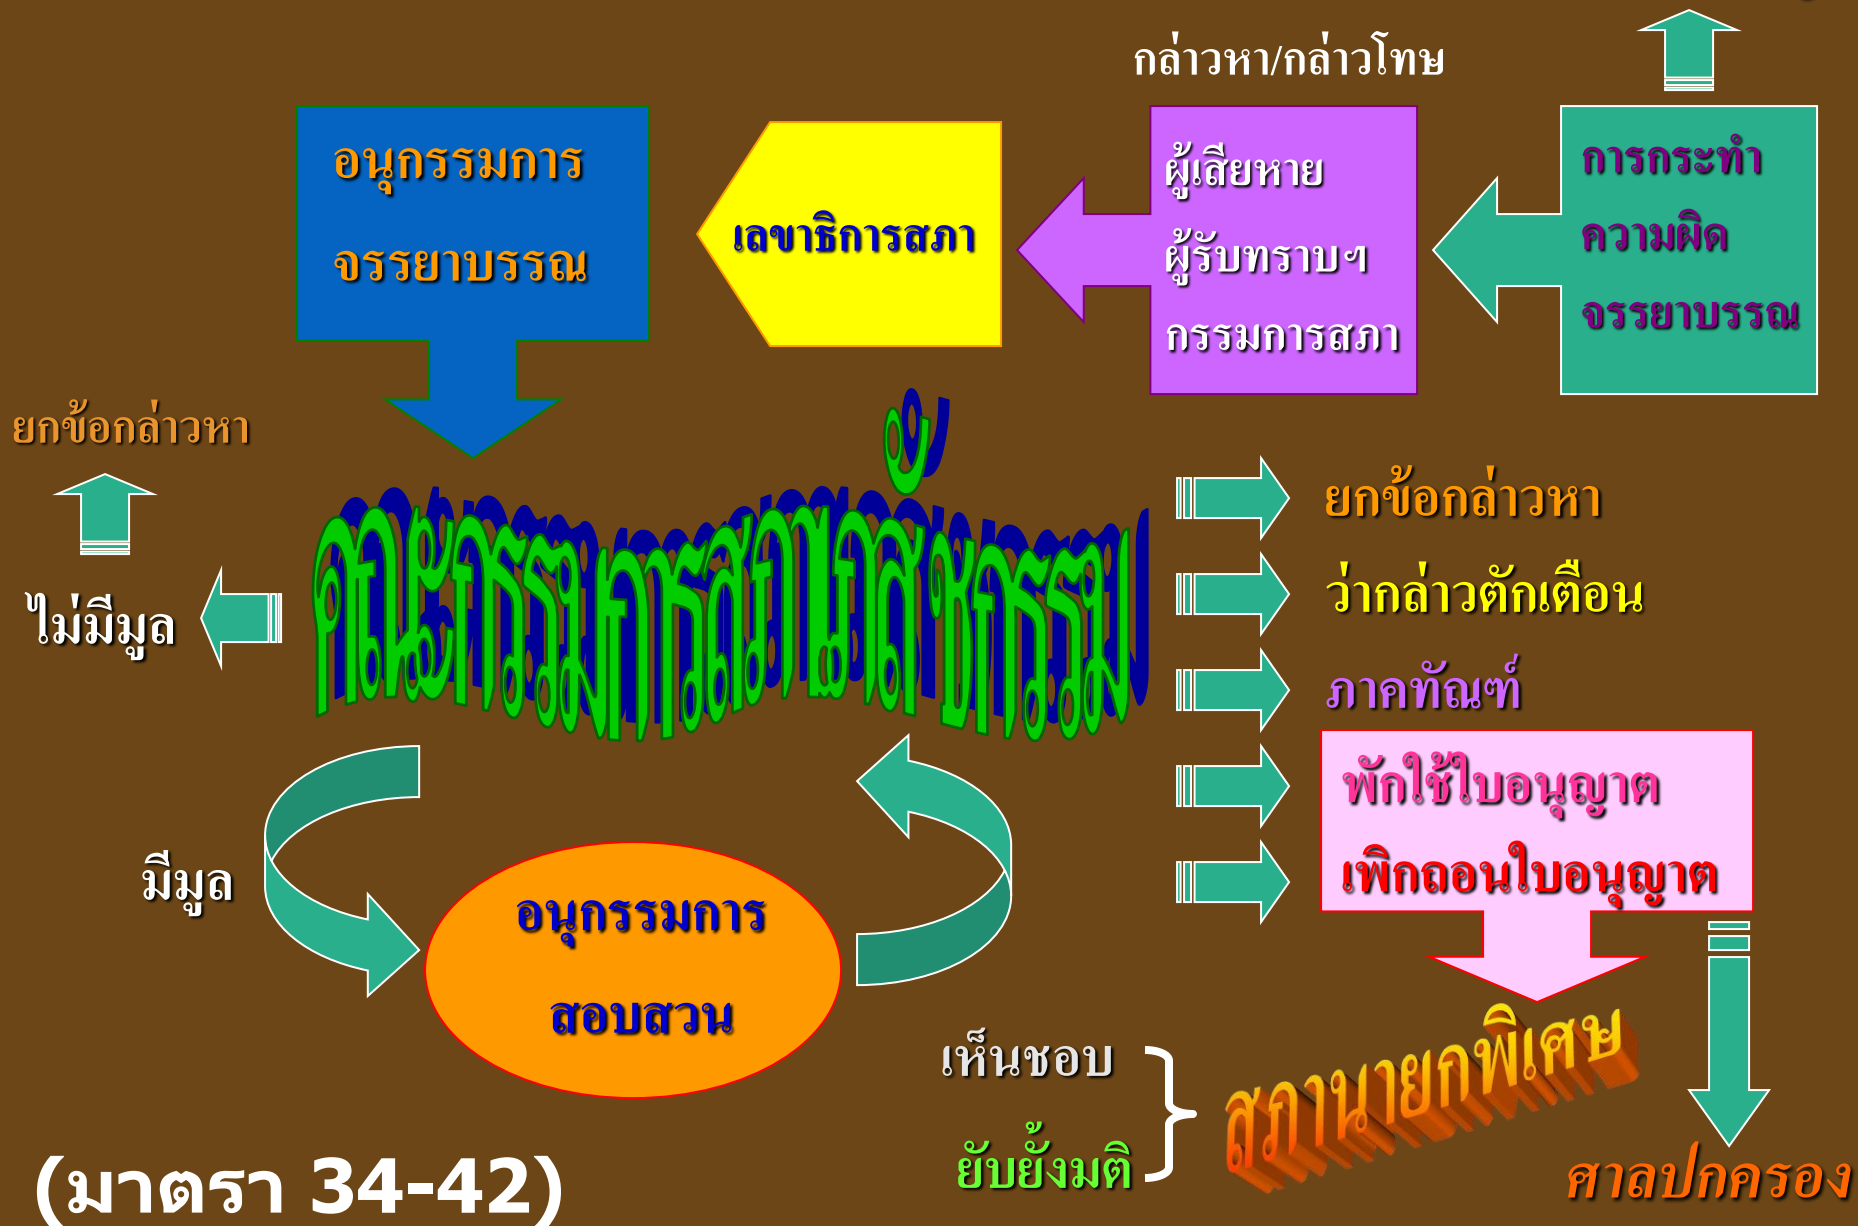 กล่าวหา/กล่าวโทษ
อนุกรรมการ
จรรยาบรรณ
เลขาธิการสภา
ผู้เสียหาย
ผู้รับทราบฯ
กรรมการสภา
การกระทำ
ความผิด
จรรยาบรรณ
ยกข้อกล่าวหา
ไม่มีมูล
คณะกรรมการสภาเภสัชกรรม
ยกข้อกล่าวหา
ว่ากล่าวตักเตือน
ภาคทัณฑ์
พักใช้ใบอนุญาต
เพิกถอนใบอนุญาต
มีมูล
อนุกรรมการ
สอบสวน
เห็นชอบ
ยับยั้งมติ
สภานายกพิเศษ
ศาลปกครอง
(มาตรา 34-42)